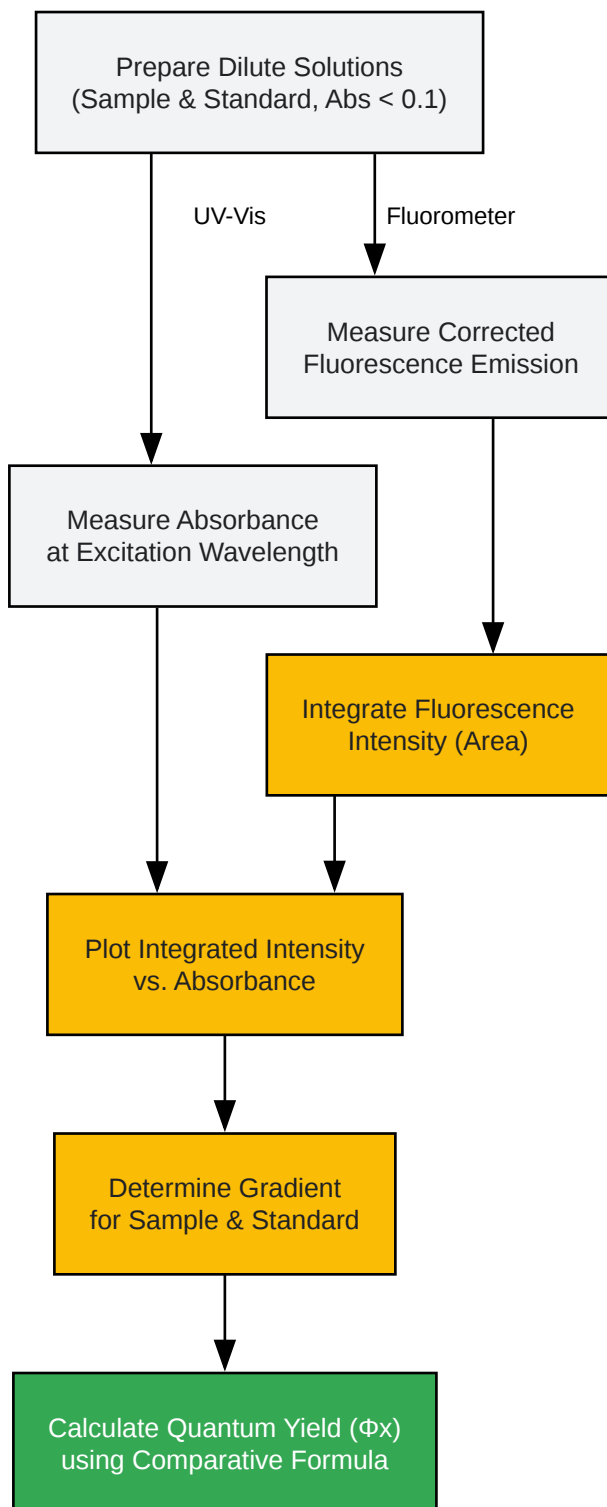 Prepare Dilute Solutions
(Sample & Standard, Abs < 0.1)
UV-Vis
Fluorometer
Measure Corrected
Fluorescence Emission
Measure Absorbance
at Excitation Wavelength
Integrate Fluorescence
Intensity (Area)
Plot Integrated Intensity
vs. Absorbance
Determine Gradient
for Sample & Standard
Calculate Quantum Yield (Φx)
using Comparative Formula